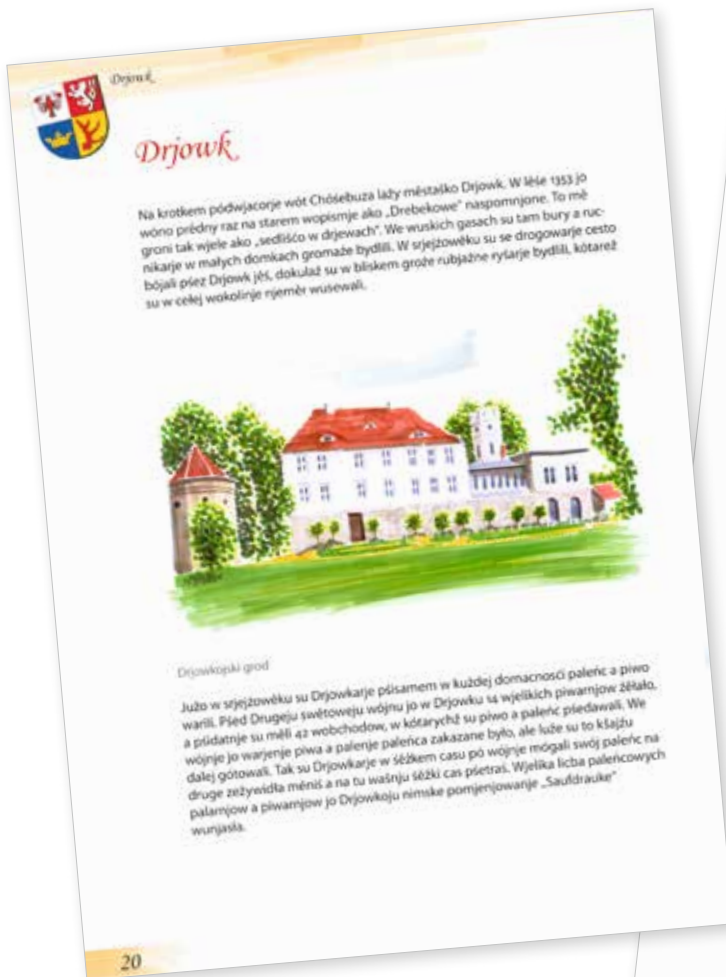 Drjowk
Drjowk
Na krotkem pódwjacorje wót Chóśebuza lažy městaśko Drjowk. W lěśe 1353 jo
wóno prědny raz na starem wopismje ako „Drebekowe“ naspomnjone. To mě
groni tak wjele ako „sedlišćo w drjewach“. We wuskich gasach su tam bury a ruc-
nikarje w małych domkach gromaźe bydlili. W srjejźowěku su se drogowarje cesto
bójali pśez Drjowk jěś, dokulaž su w bliskem groźe rubjažne ryśarje bydlili, kótarež
su w cełej wokolinje njeměr wusewali.
Drjowkojski grod
Južo w srjejźowěku su Drjowkarje pśisamem w kuždej domacnosći paleńc a piwo
warili. Pśed Drugeju swětoweju wójnu jo w Drjowku 14 wjelikich piwarnjow źěłało,
a pśidatnje su měli 42 wobchodow, w kótarychž su piwo a paleńc pśedawali. We
wójnje jo warjenje piwa a palenje paleńca zakazane było, ale luźe su to kšajźu
dalej gótowali. Tak su Drjowkarje w śěžkem casu pó wójnje mógali swój paleńc na
druge zežywidła měniś a na tu wašnju śěžki cas pśetraś. Wjelika licba paleńcowych
palarnjow a piwarnjow jo Drjowkoju nimske pomjenjowanje „Saufdrauke“
wunjasła.
20